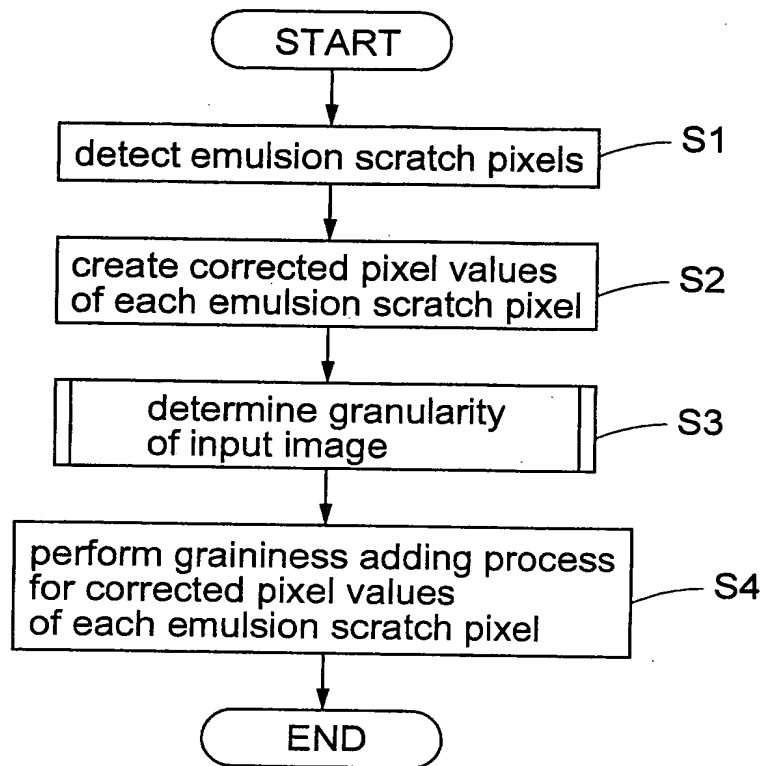 START
detect emulsion scratch pixels
S1
create corrected pixel values
of each emulsion scratch pixel
S2
determine granularity
of input image
S3
perform graininess adding process
for corrected pixel values
of each emulsion scratch pixel
S4
END